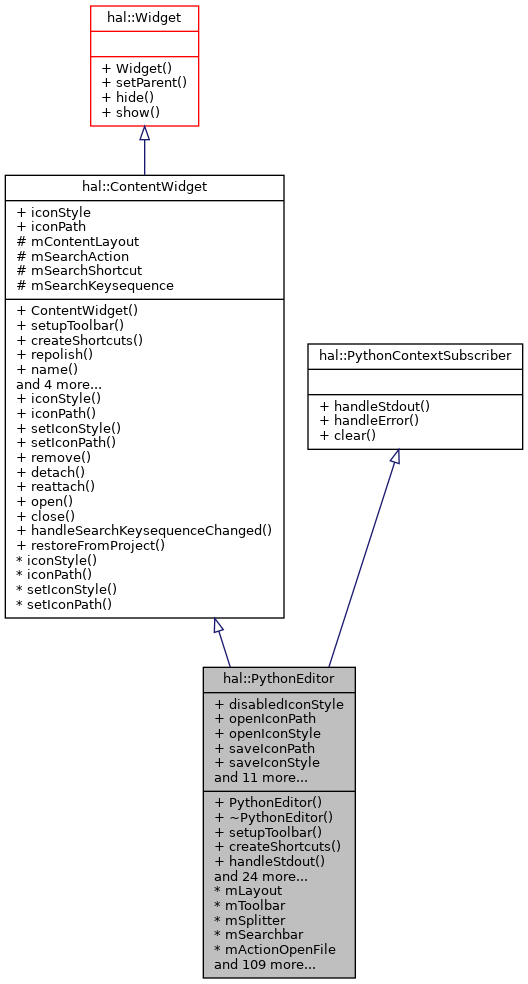 hal::Widget
+ Widget()
+ setParent()
+ hide()
+ show()
hal::ContentWidget
+ iconStyle
+ iconPath
# mContentLayout
# mSearchAction
# mSearchShortcut
# mSearchKeysequence
+ ContentWidget()
+ setupToolbar()
+ createShortcuts()
+ repolish()
+ name()
and 4 more...
+ iconStyle()
+ iconPath()
+ setIconStyle()
+ setIconPath()
+ remove()
+ detach()
+ reattach()
+ open()
+ close()
+ handleSearchKeysequenceChanged()
+ restoreFromProject()
* iconStyle()
* iconPath()
* setIconStyle()
* setIconPath()
hal::PythonContextSubscriber
+ handleStdout()
+ handleError()
+ clear()
hal::PythonEditor
+ disabledIconStyle
+ openIconPath
+ openIconStyle
+ saveIconPath
+ saveIconStyle
and 11 more...
+ PythonEditor()
+ ~PythonEditor()
+ setupToolbar()
+ createShortcuts()
+ handleStdout()
and 24 more...
* mLayout
* mToolbar
* mSplitter
* mSearchbar
* mActionOpenFile
and 109 more...